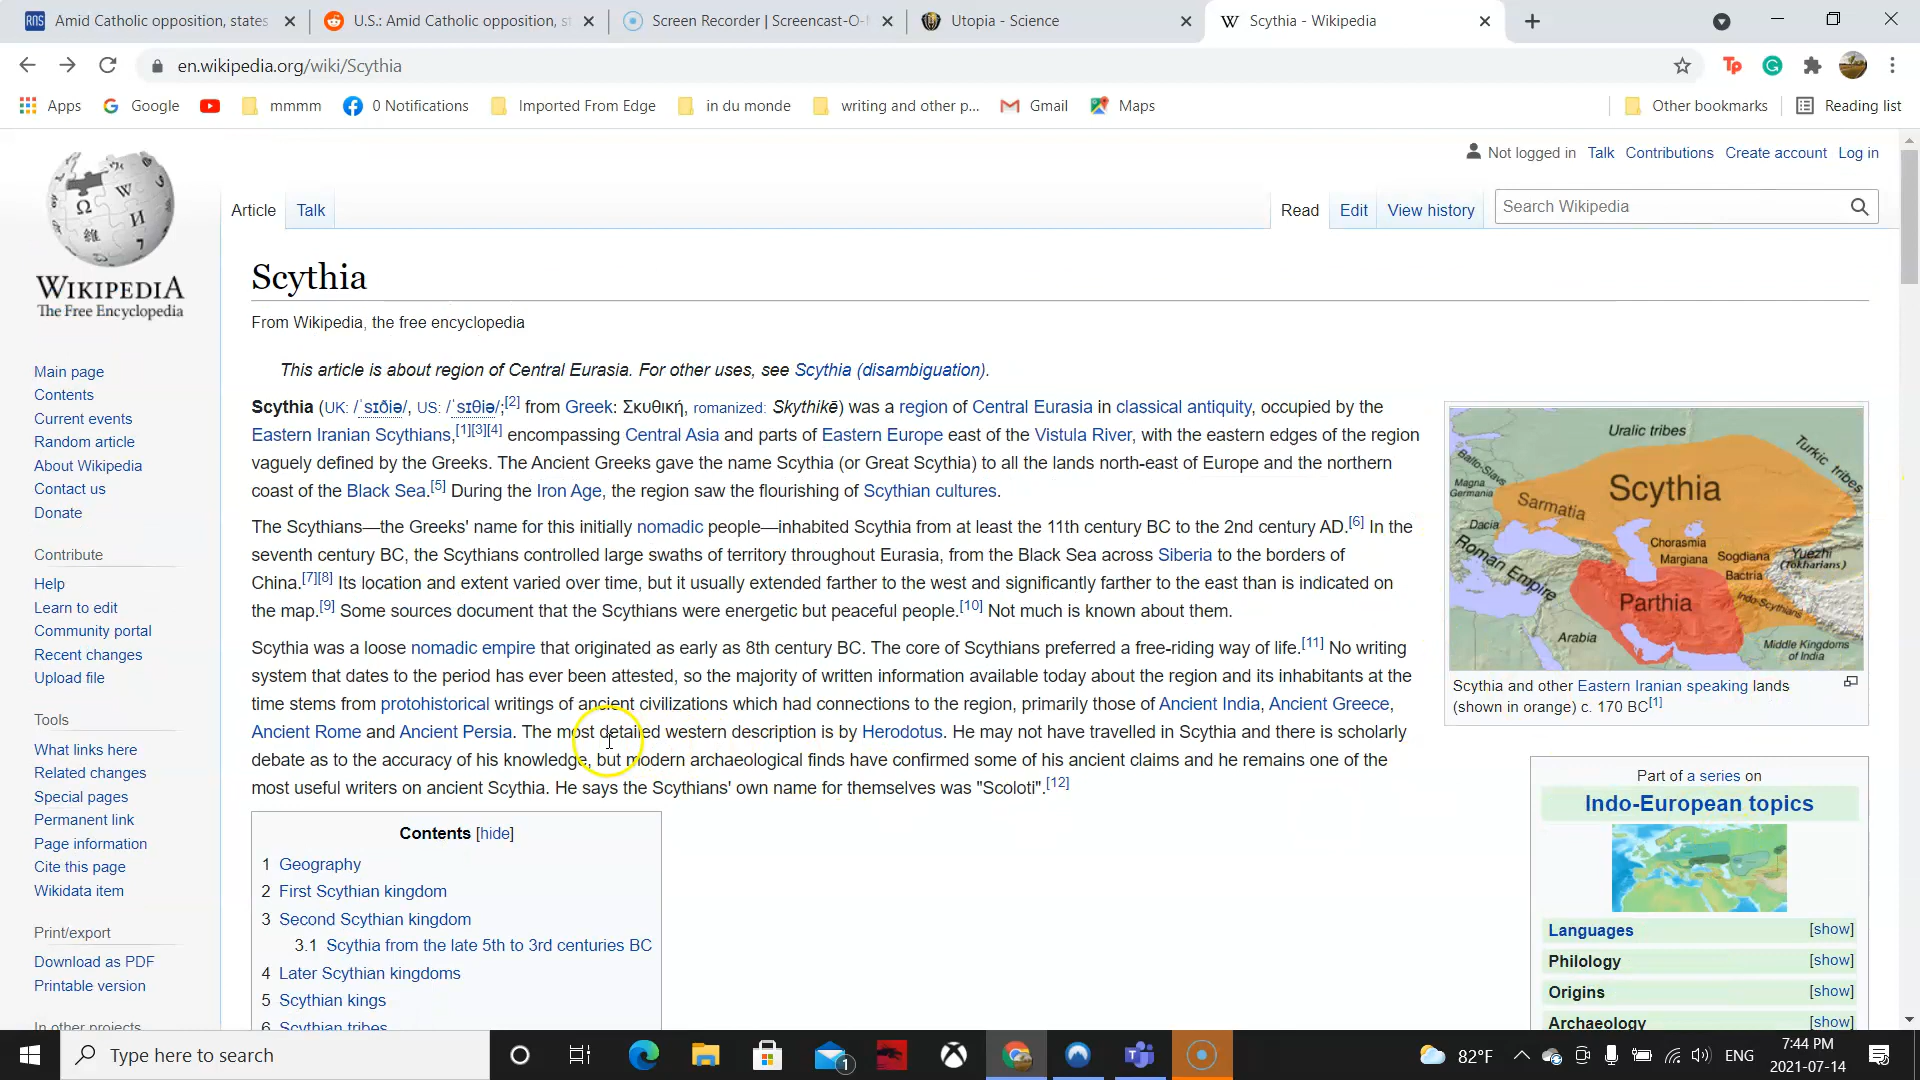 RNS Amid Catholic opposition, states
U.S.: Amid Catholic opposition, st
Screen Recorder | Screencast-O-
Utopia - Science
W Scythia - Wikipedia
en.wikipedia.org/wiki/Scythia
Tp
Apps
Google
mmmm
0 Notifications
Imported From Edge
in du monde
writing and other p...
Gmail
Maps
Other bookmarks
Reading list
Not logged in Talk Contributions Create account Log in
Article Talk
Read Edit View history
Search Wikipedia
WIKIPEDIA
The Free Encyclopedia
Main page
Contents
Current events
Random article
About Wikipedia
Contact us
Donate
Contribute
Help
Learn to edit
Community portal
Recent changes
Upload file
Tools
What links here
Related changes
Special pages
Permanent link
Page information
Cite this page
Wikidata item
Print/export
Download as PDF
Printable version
In other projects
Scythia
From Wikipedia, the free encyclopedia
This article is about region of Central Eurasia. For other uses, see Scythia (disambiguation).
Scythia (UK: /ˈsɪðiə/, US: /ˈsɪθiə/;[2] from Greek: Σκυθική, romanized: Skythikē) was a region of Central Eurasia in classical antiquity, occupied by the
Eastern Iranian Scythians,[1][3][4] encompassing Central Asia and parts of Eastern Europe east of the Vistula River, with the eastern edges of the region
vaguely defined by the Greeks. The Ancient Greeks gave the name Scythia (or Great Scythia) to all the lands north-east of Europe and the northern
coast of the Black Sea.[5] During the Iron Age, the region saw the flourishing of Scythian cultures.
The Scythians—the Greeks' name for this initially nomadic people—inhabited Scythia from at least the 11th century BC to the 2nd century AD.[6] In the
seventh century BC, the Scythians controlled large swaths of territory throughout Eurasia, from the Black Sea across Siberia to the borders of
China.[7][8] Its location and extent varied over time, but it usually extended farther to the west and significantly farther to the east than is indicated on
the map.[9] Some sources document that the Scythians were energetic but peaceful people.[10] Not much is known about them.
Scythia was a loose nomadic empire that originated as early as 8th century BC. The core of Scythians preferred a free-riding way of life.[11] No writing
system that dates to the period has ever been attested, so the majority of written information available today about the region and its inhabitants at the
time stems from protohistorical writings of ancient civilizations which had connections to the region, primarily those of Ancient India, Ancient Greece,
Ancient Rome and Ancient Persia. The most detailed western description is by Herodotus. He may not have travelled in Scythia and there is scholarly
debate as to the accuracy of his knowledge, but modern archaeological finds have confirmed some of his ancient claims and he remains one of the
most useful writers on ancient Scythia. He says the Scythians' own name for themselves was "Scoloti".[12]
Contents [hide]
1 Geography
2 First Scythian kingdom
3 Second Scythian kingdom
3.1 Scythia from the late 5th to 3rd centuries BC
4 Later Scythian kingdoms
5 Scythian kings
6 Scythian tribes
Uralic tribes
Turkic tribes
Balto-Slavs
Magna
Germania
Scythia
Sarmatia
Dacia
Roman Empire
Chorasmia
Margiana
Sogdiana
Bactria
Yuezhi
(Tokharians)
Indo-Scythians
Parthia
Arabia
Middle Kingdoms
of India
Scythia and other Eastern Iranian speaking lands
(shown in orange) c. 170 BC[1]
Part of a series on
Indo-European topics
Languages [show]
Philology [show]
Origins [show]
Archaeology [show]
Type here to search
1
82°F
ENG
7:44 PM
2021-07-14